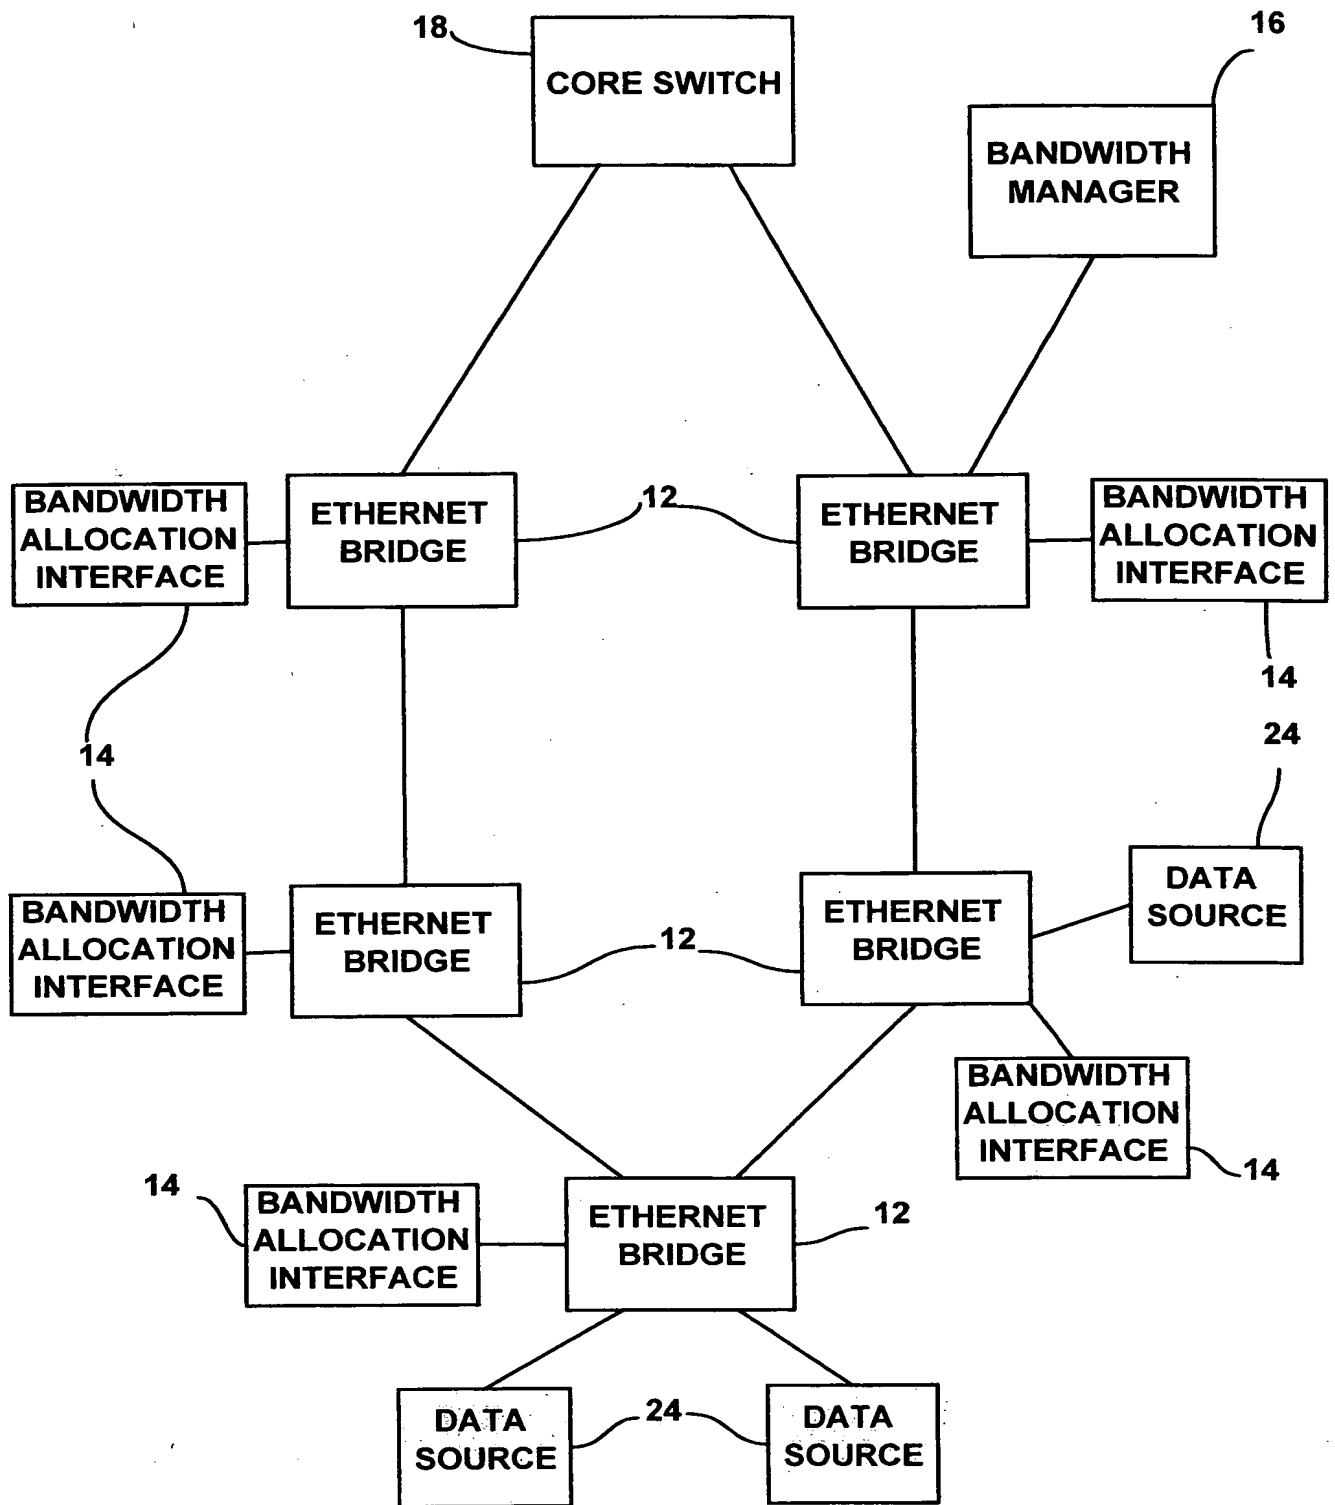 18
CORE SWITCH
16
BANDWIDTH
MANAGER
BANDWIDTH
ALLOCATION
INTERFACE
ETHERNET
BRIDGE
12
ETHERNET
BRIDGE
BANDWIDTH
ALLOCATION
INTERFACE
14
14
24
BANDWIDTH
ALLOCATION
INTERFACE
ETHERNET
BRIDGE
12
ETHERNET
BRIDGE
DATA
SOURCE
BANDWIDTH
ALLOCATION
INTERFACE
14
14
BANDWIDTH
ALLOCATION
INTERFACE
ETHERNET
BRIDGE
12
DATA
SOURCE
24
DATA
SOURCE